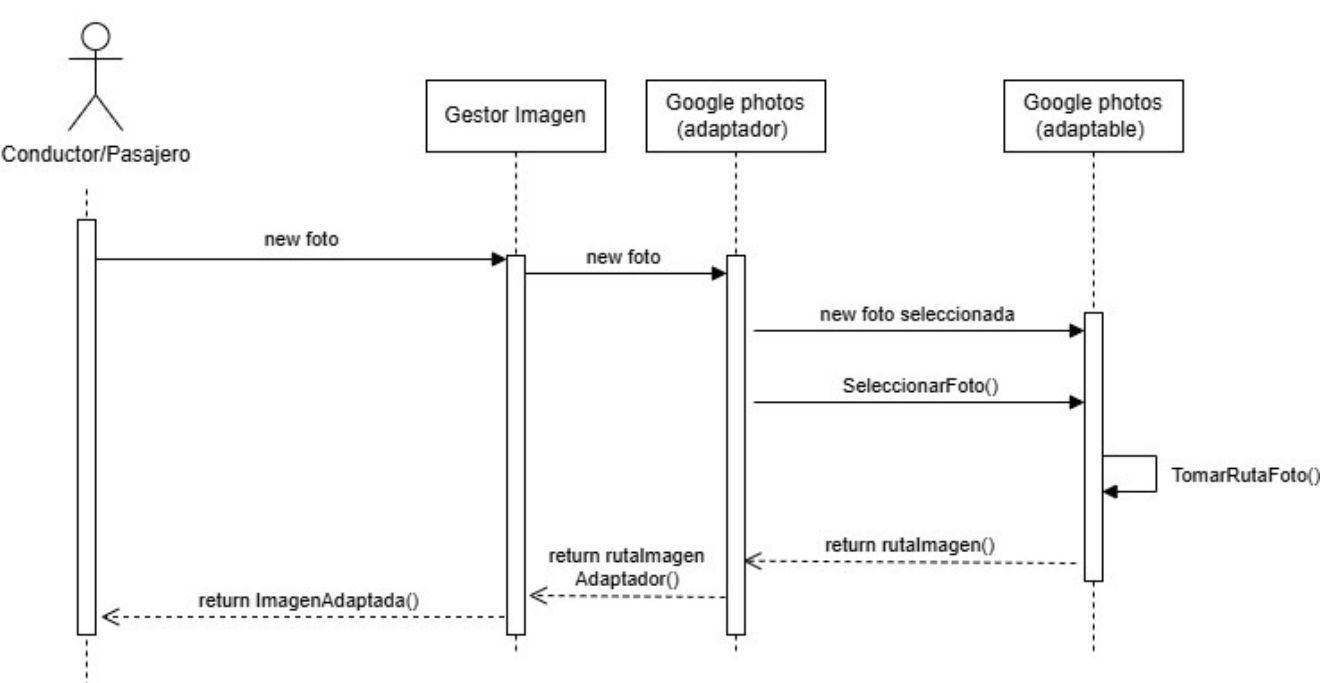 Conductor/Pasajero
Gestor Imagen
Google photos
(adaptador)
Google photos
(adaptable)
new foto
new foto
new foto seleccionada
SeleccionarFoto()
TomarRutaFoto()
return rutaImagen()
return rutaImagen
Adaptador()
return ImagenAdaptada()